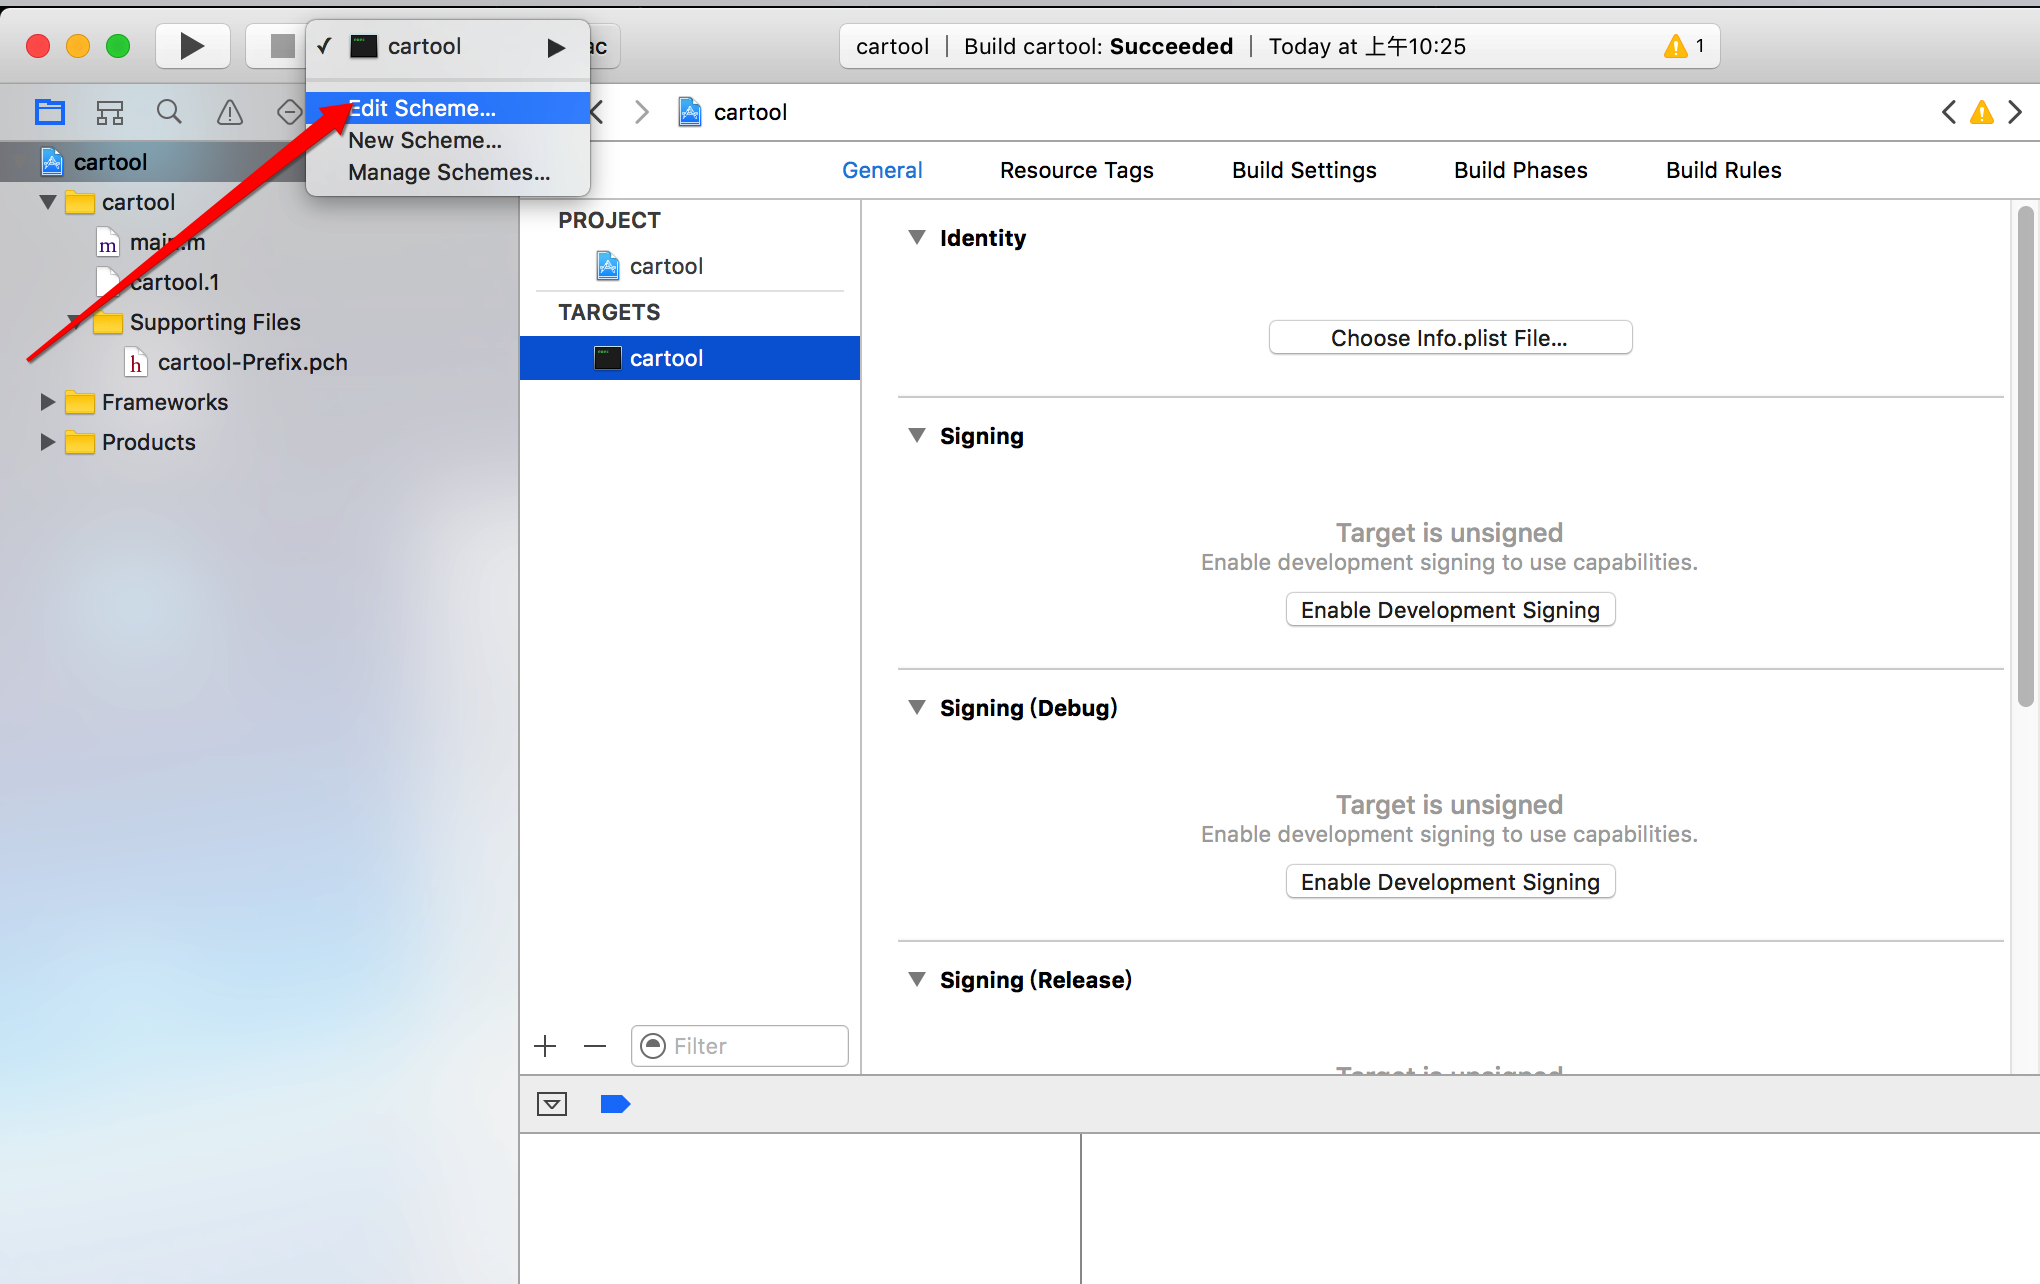 cartool
ac
cartool | Build cartool: Succeeded | Today at 上午10:25
1
Edit Scheme...
New Scheme...
Manage Schemes...
cartool
cartool
cartool
main.m
cartool.1
Supporting Files
cartool-Prefix.pch
Frameworks
Products
General
Resource Tags
Build Settings
Build Phases
Build Rules
PROJECT
cartool
TARGETS
cartool
Filter
Identity
Choose Info.plist File...
Signing
Target is unsigned
Enable development signing to use capabilities.
Enable Development Signing
Signing (Debug)
Target is unsigned
Enable development signing to use capabilities.
Enable Development Signing
Signing (Release)
Target is unsigned